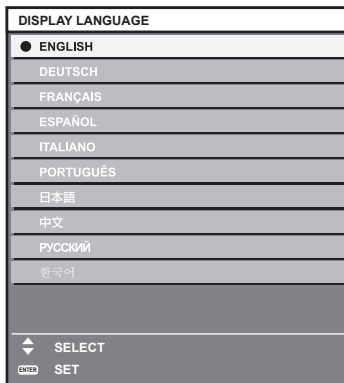 DISPLAY LANGUAGE
ENGLISH
DEUTSCH
FRANÇAIS
ESPAÑOL
ITALIANO
PORTUGUÊS
日本語
中文
РУССКИЙ
한국어
SELECT
ENTER SET